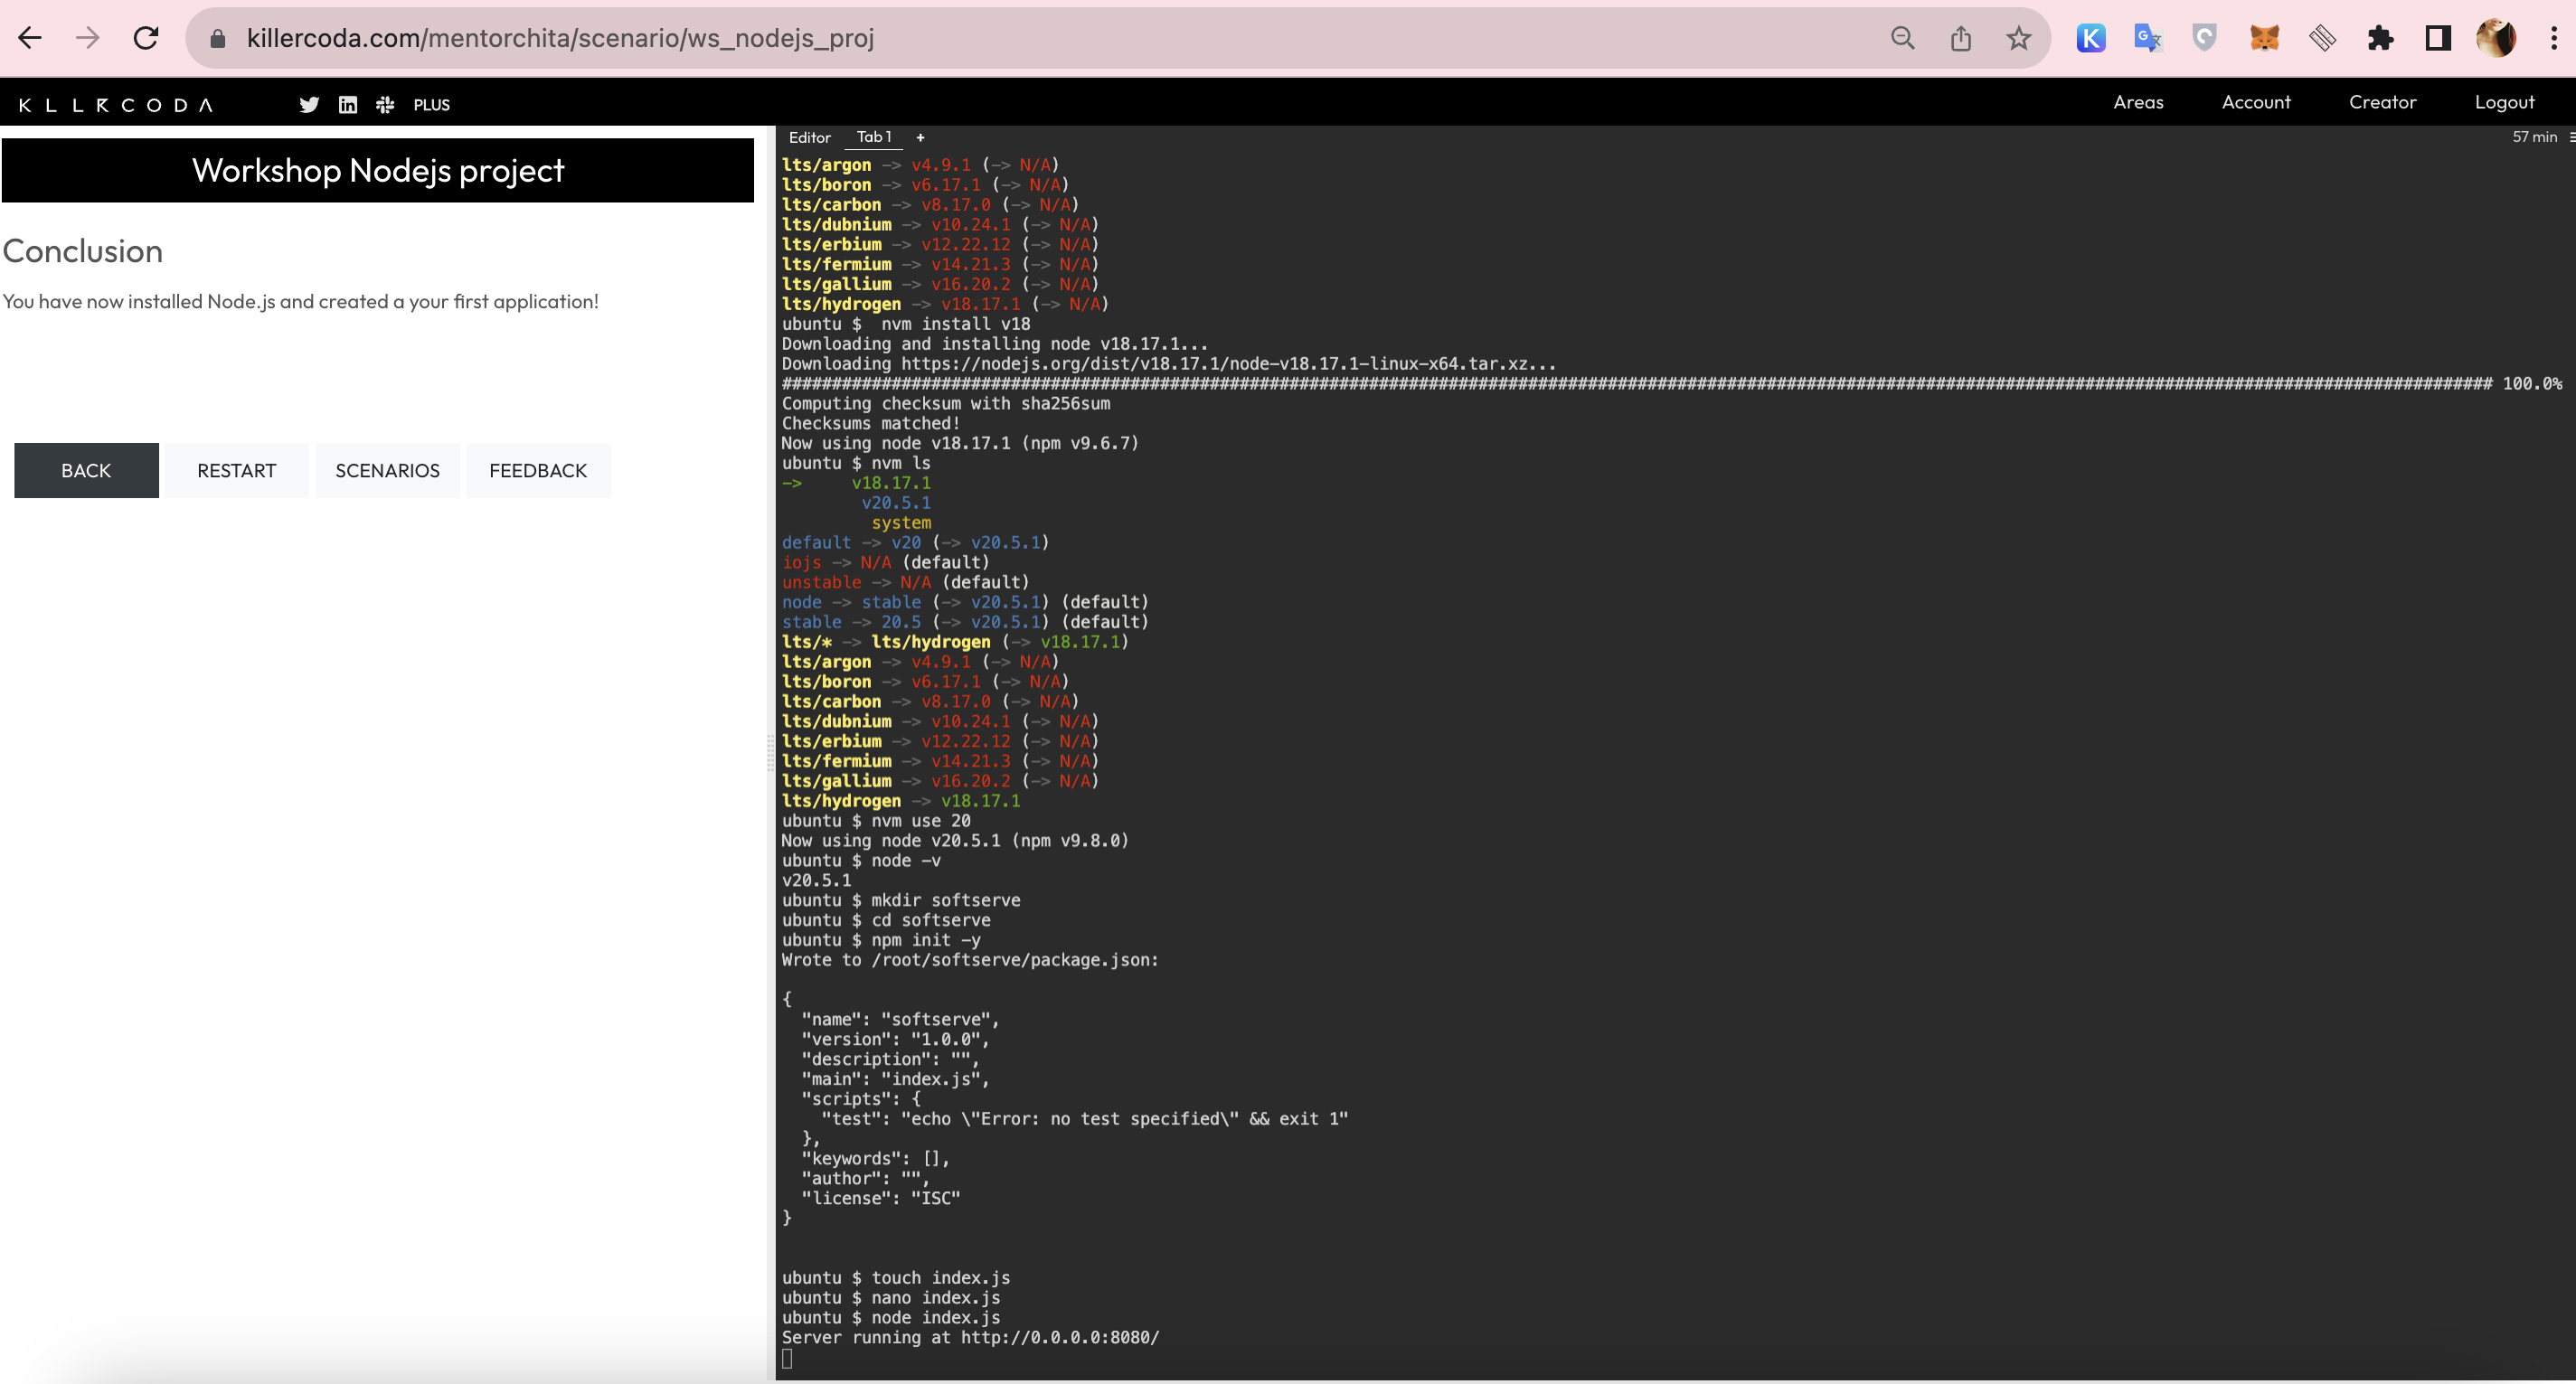 killercoda.com/mentorchita/scenario/ws_nodejs_proj
KILLERCODA
PLUS
Areas
Account
Creator
Logout
Workshop Nodejs project
Conclusion
You have now installed Node.js and created a your first application!
BACK
RESTART
SCENARIOS
FEEDBACK
Editor
Tab 1
+
57 min
lts/argon -> v4.9.1 (-> N/A)
lts/boron -> v6.17.1 (-> N/A)
lts/carbon -> v8.17.0 (-> N/A)
lts/dubnium -> v10.24.1 (-> N/A)
lts/erbium -> v12.22.12 (-> N/A)
lts/fermium -> v14.21.3 (-> N/A)
lts/gallium -> v16.20.2 (-> N/A)
lts/hydrogen -> v18.17.1 (-> N/A)
ubuntu $  nvm install v18
Downloading and installing node v18.17.1...
Downloading https://nodejs.org/dist/v18.17.1/node-v18.17.1-linux-x64.tar.xz...
############################################################################################################################################################################ 100.0%
Computing checksum with sha256sum
Checksums matched!
Now using node v18.17.1 (npm v9.6.7)
ubuntu $ nvm ls
->     v18.17.1
        v20.5.1
         system
default -> v20 (-> v20.5.1)
iojs -> N/A (default)
unstable -> N/A (default)
node -> stable (-> v20.5.1) (default)
stable -> 20.5 (-> v20.5.1) (default)
lts/* -> lts/hydrogen (-> v18.17.1)
lts/argon -> v4.9.1 (-> N/A)
lts/boron -> v6.17.1 (-> N/A)
lts/carbon -> v8.17.0 (-> N/A)
lts/dubnium -> v10.24.1 (-> N/A)
lts/erbium -> v12.22.12 (-> N/A)
lts/fermium -> v14.21.3 (-> N/A)
lts/gallium -> v16.20.2 (-> N/A)
lts/hydrogen -> v18.17.1
ubuntu $ nvm use 20
Now using node v20.5.1 (npm v9.8.0)
ubuntu $ node -v
v20.5.1
ubuntu $ mkdir softserve
ubuntu $ cd softserve
ubuntu $ npm init -y
Wrote to /root/softserve/package.json:
{
  "name": "softserve",
  "version": "1.0.0",
  "description": "",
  "main": "index.js",
  "scripts": {
    "test": "echo \"Error: no test specified\" && exit 1"
  },
  "keywords": [],
  "author": "",
  "license": "ISC"
}
ubuntu $ touch index.js
ubuntu $ nano index.js
ubuntu $ node index.js
Server running at http://0.0.0.0:8080/